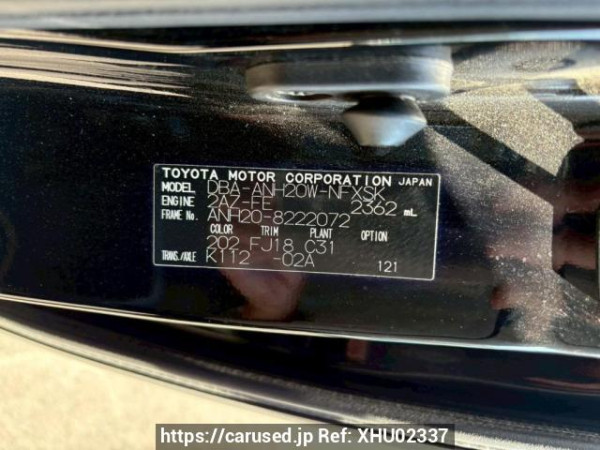 TOYOTA MOTOR CORPORATION JAPAN
MODEL DBA-ANH20W-NFXSK
ENGINE 2AZ-FE 2362 mL
FRAME No. ANH20-8222072
COLOR TRIM PLANT OPTION
202 FJ18 C31
TRANS./AXLE K112 -02A 121
https://carused.jp Ref: XHU02337